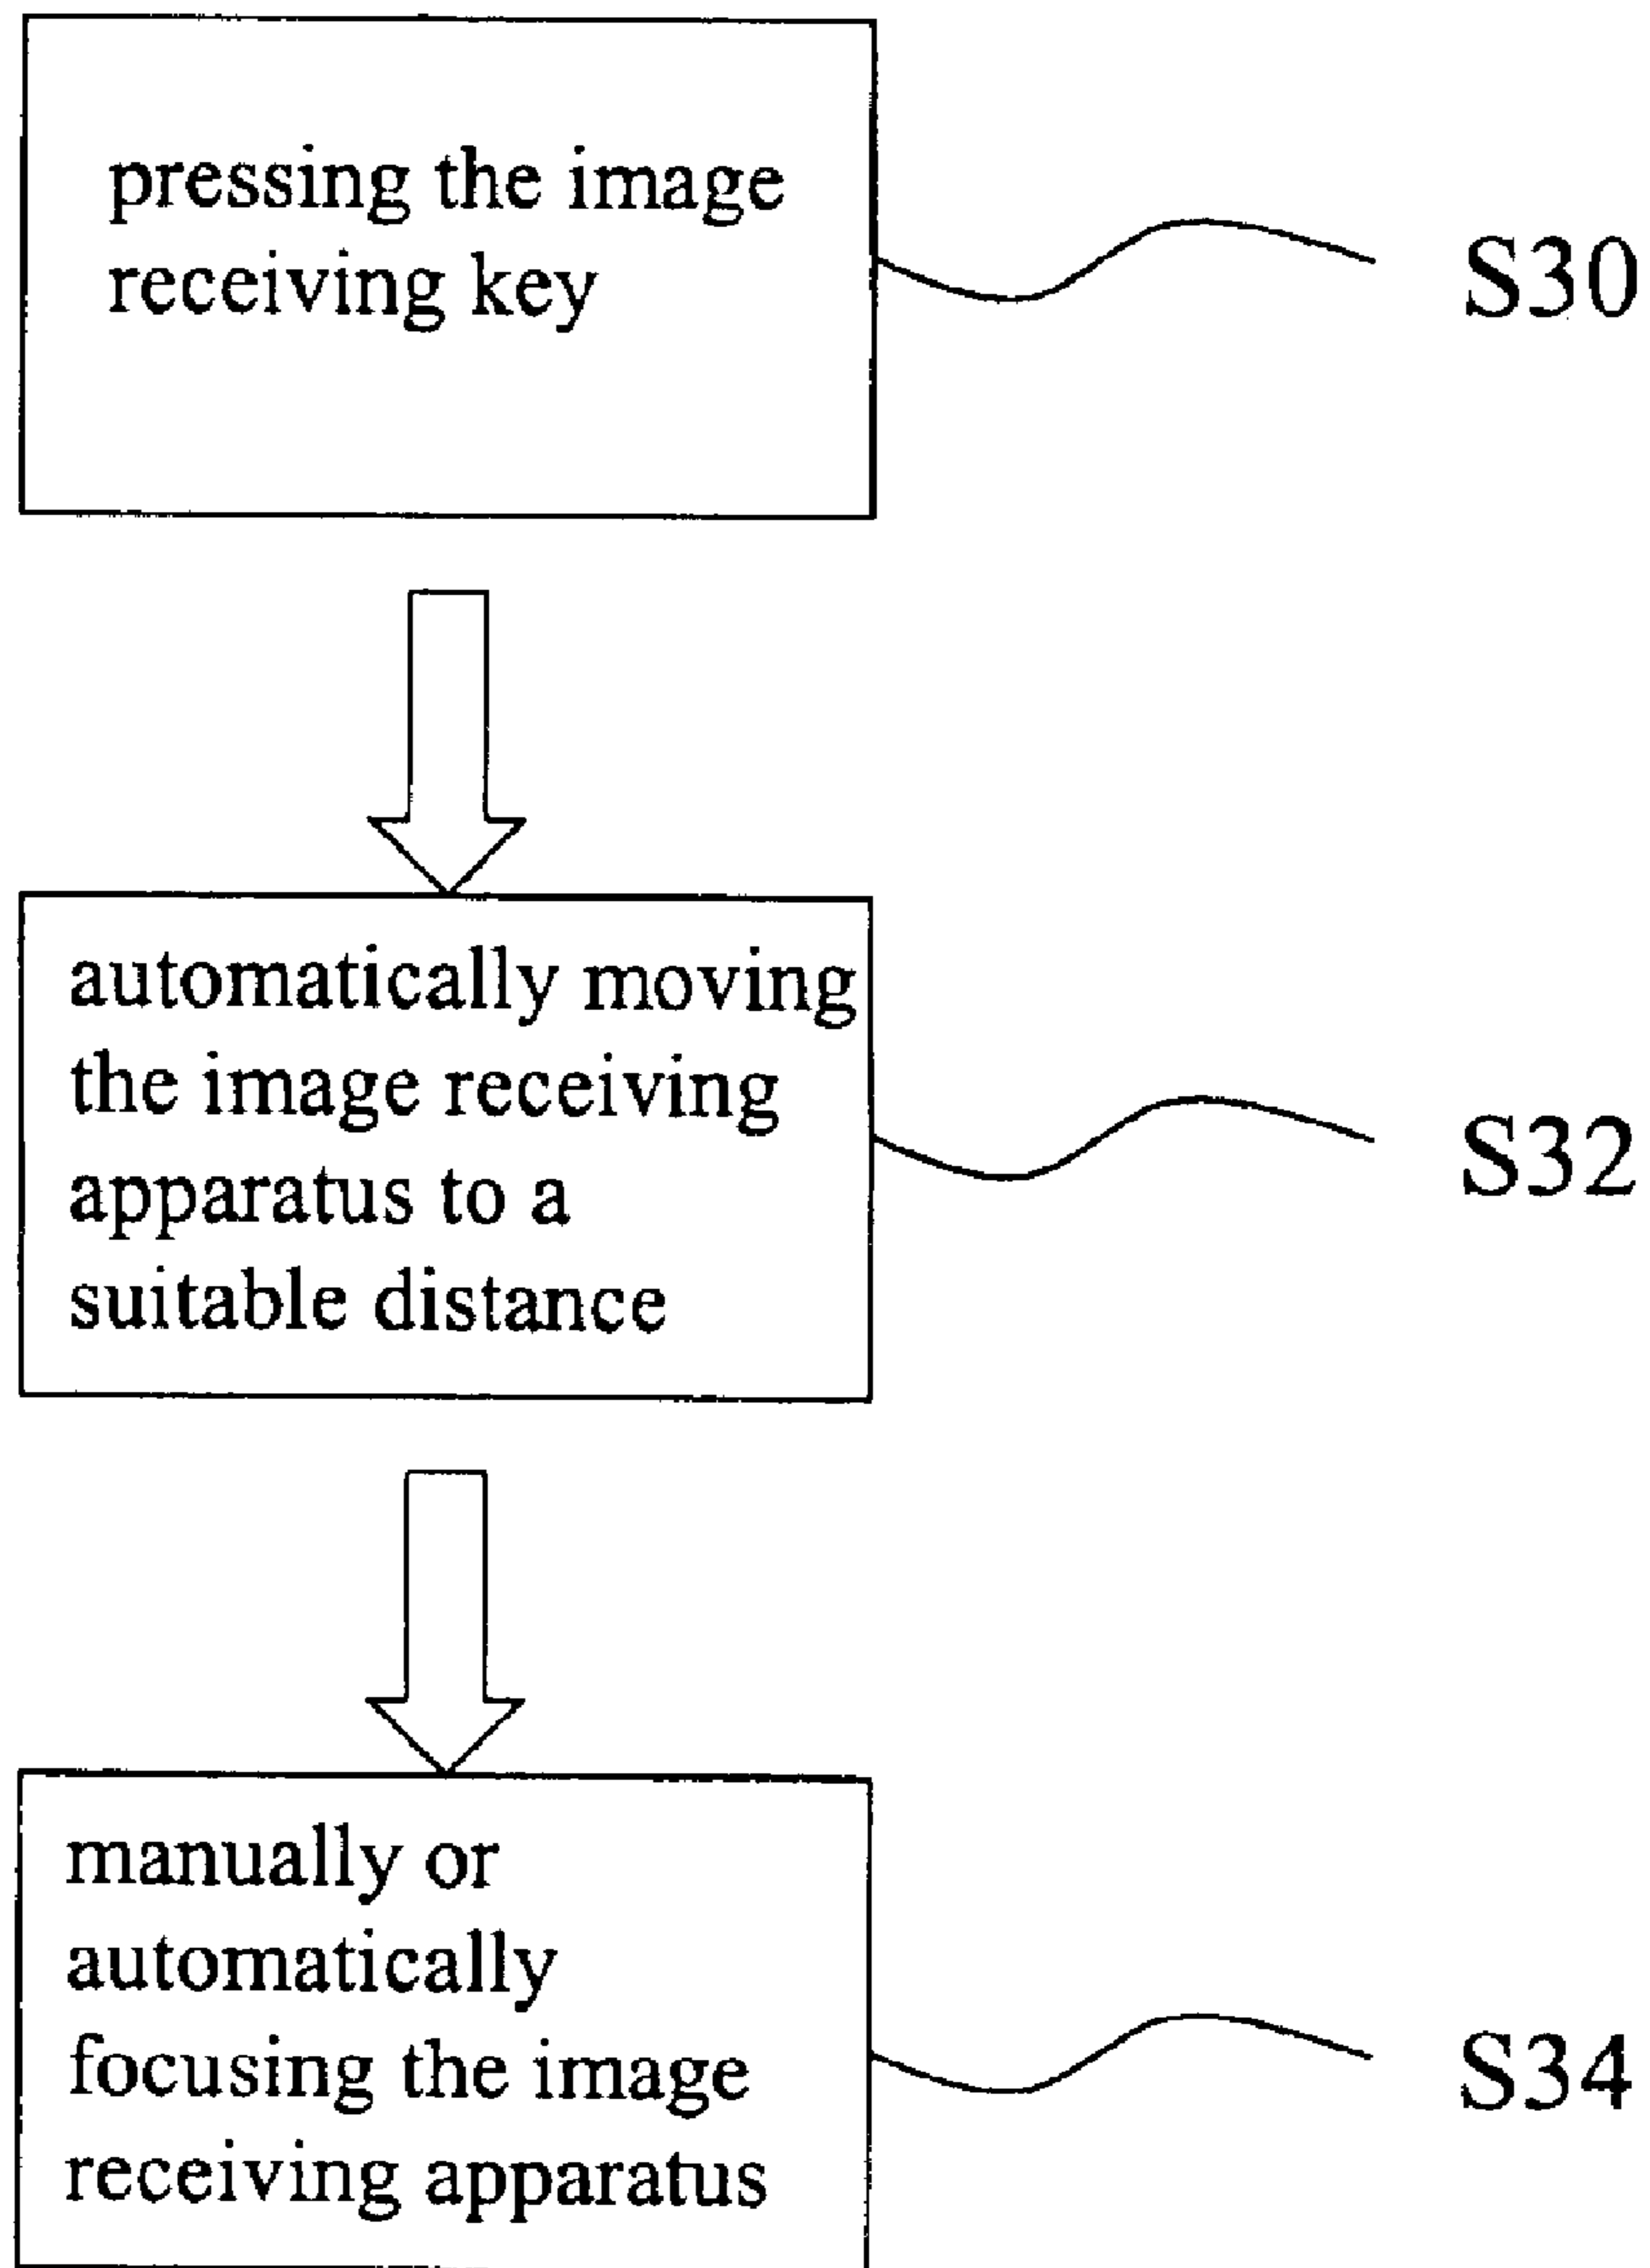 pressing the image
receiving key
S30
automatically moving
the image receiving
apparatus to a
suitable distance
S32
manually or
automatically
focusing the image
receiving apparatus
S34